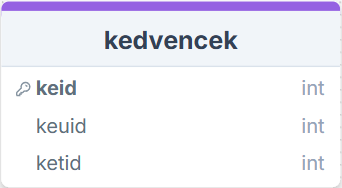 kedvencek
keid int
keuid int
ketid int